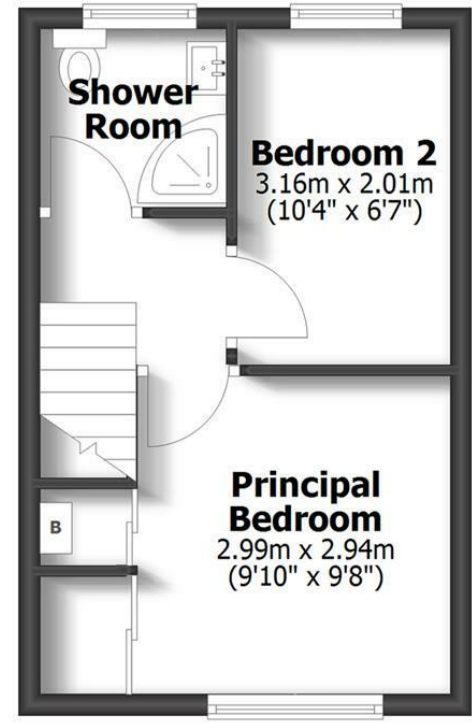 Shower
Room
Bedroom 2
3.16m x 2.01m
(10'4" x 6'7")
Principal
Bedroom
2.99m x 2.94m
(9'10" x 9'8")
B